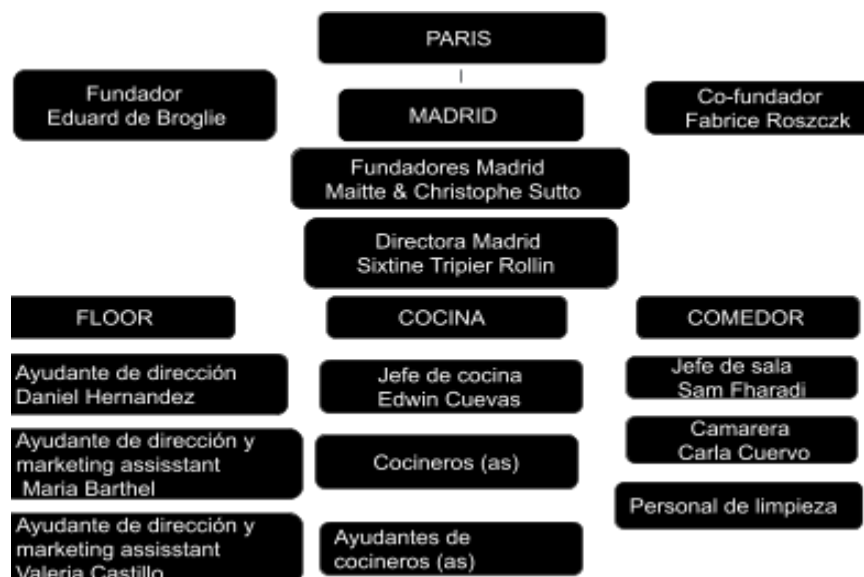 PARIS
Fundador
Eduard de Broglie
MADRID
Co-fundador
Fabrice Roszczk
Fundadores Madrid
Maitte & Christophe Sutto
Directora Madrid
Sixtine Tripier Rollin
FLOOR
COCINA
COMEDOR
Ayudante de dirección
Daniel Hernandez
Jefe de cocina
Edwin Cuevas
Jefe de sala
Sam Fharadi
Ayudante de dirección y
marketing assisstant
Maria Barthel
Cocineros (as)
Camarera
Carla Cuervo
Personal de limpieza
Ayudante de dirección y
marketing assisstant
Valeria Castillo
Ayudantes de
cocineros (as)